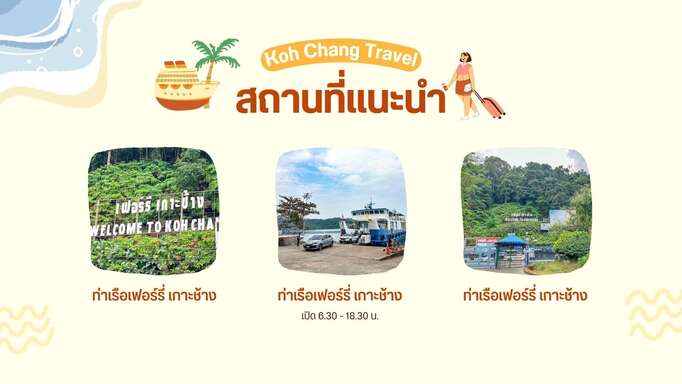 Koh Chang Travel
สถานที่แนะนำ
เฟอร์รี่ เกาะช้าง
WELCOME TO KOH CHAN
ท่าเรือเฟอร์รี่ เกาะช้าง
ท่าเรือเฟอร์รี่ เกาะช้าง
ท่าเรือเฟอร์รี่ เกาะช้าง
เปิด 6.30 - 18.30 น.